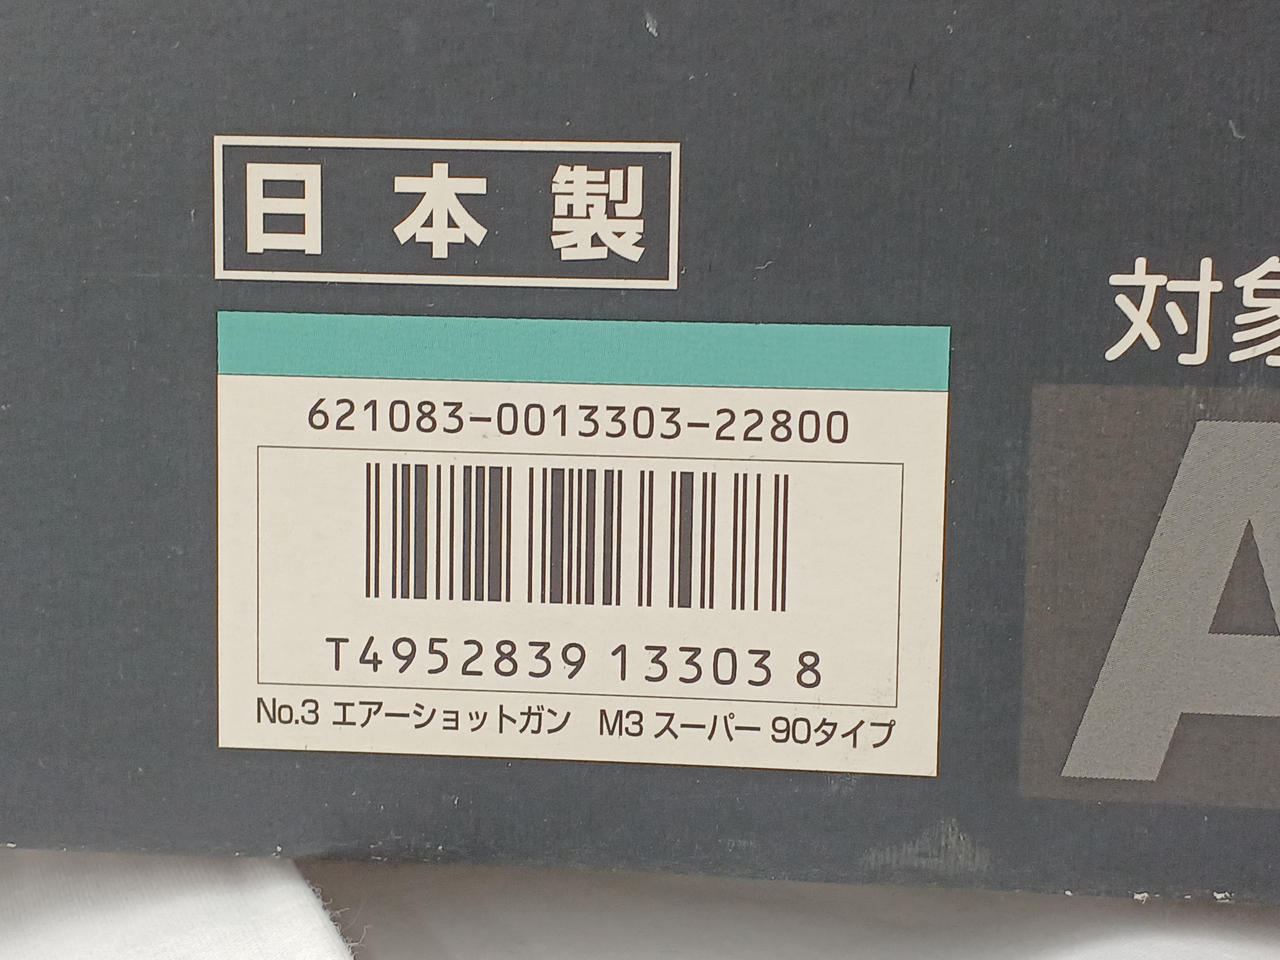 日本製
対象
621083-0013303-22800
T4952839 13303 8
No.3 エアーショットガン M3 スーパー 90タイプ
A